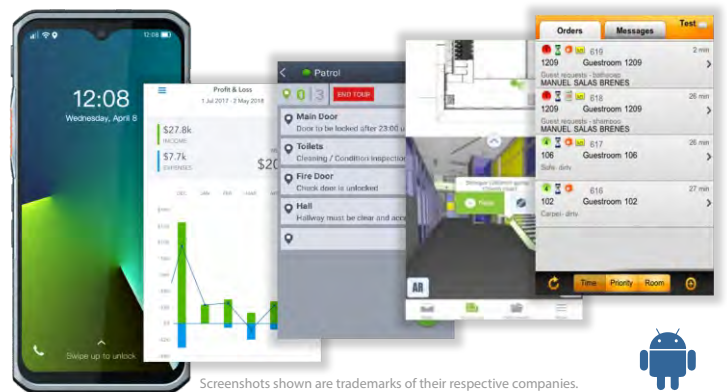 12:08
12:08
Wednesday, April 8
Swipe up to unlock
Profit & Loss
1 Jul 2017 - 2 May 2018
$27.8k
INCOME
$7.7k
EXPENSES
$20
$0
Patrol
0 | 3 END TOUR
Main Door
Door to be locked after 23:00
Toilets
Cleaning / Condition inspection
Fire Door
Check door is unlocked
Hall
Hallway must be clear and
AR
Test
Orders Messages
619 2 min
1209 Guestroom 1209
Guest requests - bathrobes
MANUEL SALAS BRENES
618 26 min
1209 Guestroom 1209
Guest requests - shampoo
MANUEL SALAS BRENES
617 26 min
106 Guestroom 106
Sofa- dirty
616 27 min
102 Guestroom 102
Carpet- dirty
Time Priority Room
Screenshots shown are trademarks of their respective companies.